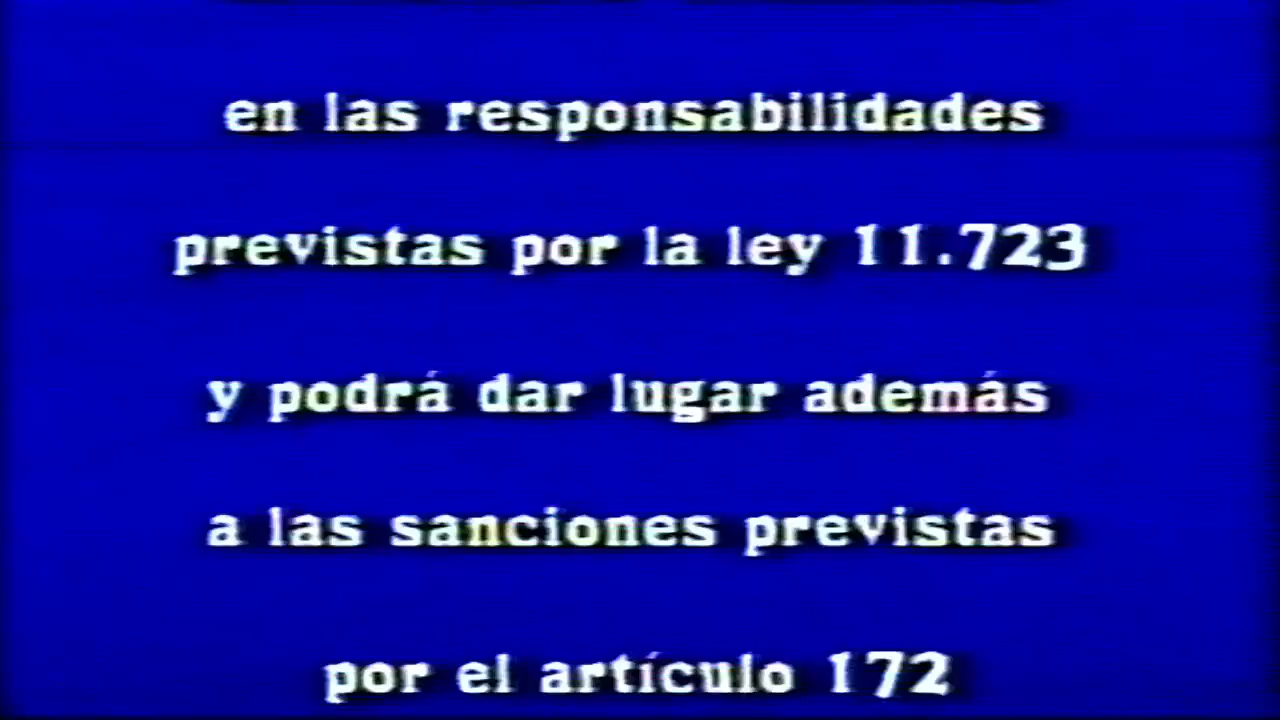 en las responsabilidades
previstas por la ley 11.723
y podrá dar lugar además
a las sanciones previstas
por el artículo 172